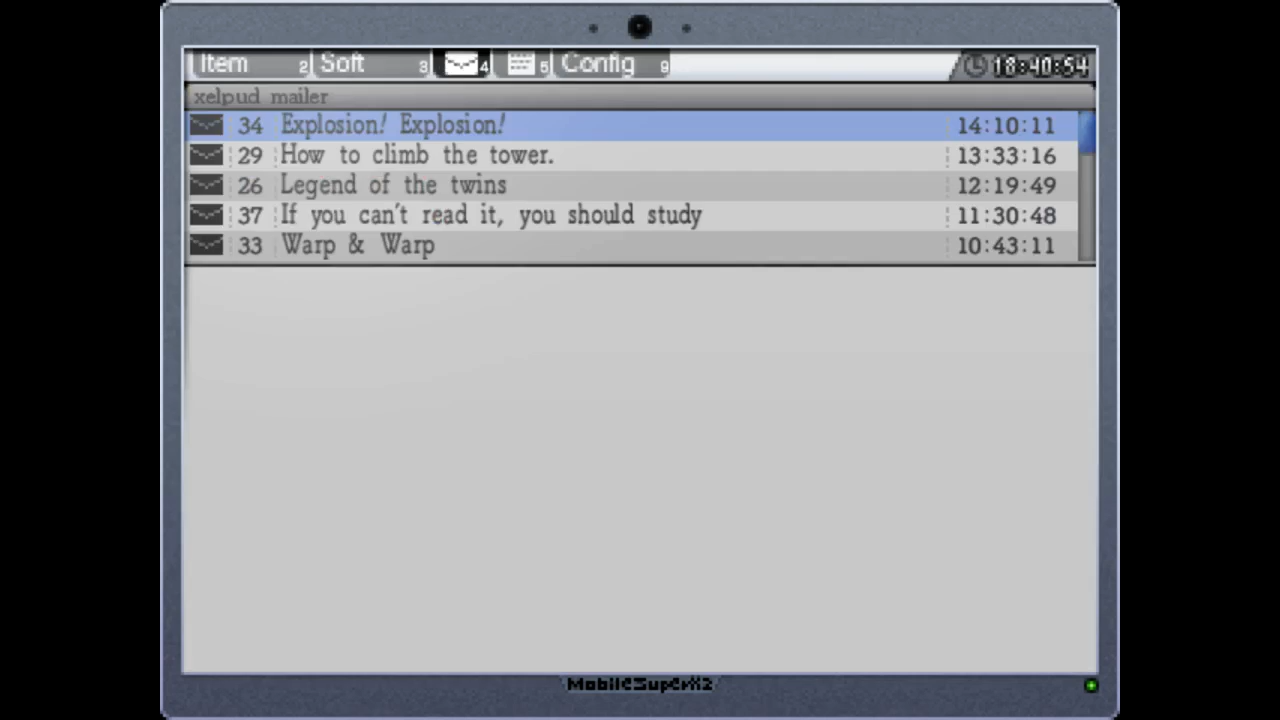 Item 2 Soft 3 4 5 Config 9 18:40:54
xelpud mailer
34 Explosion! Explosion! 14:10:11
29 How to climb the tower. 13:33:16
26 Legend of the twins 12:19:49
37 If you can't read it, you should study 11:30:48
33 Warp & Warp 10:43:11
MobileSuperX2